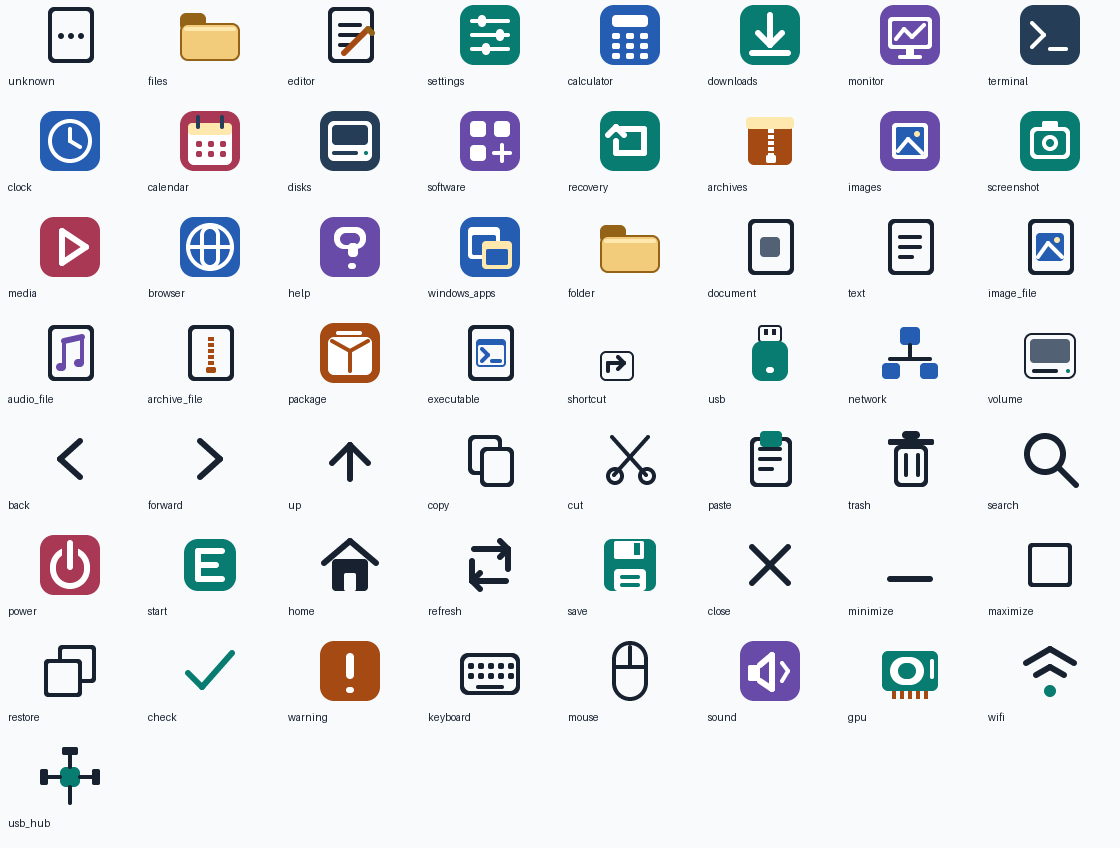 unknown files editor settings calculator downloads monitor terminal
clock calendar disks software recovery archives images screenshot
media browser help windows_apps folder document text image_file
audio_file archive_file package executable shortcut usb network volume
back forward up copy cut paste trash search
E
power start home refresh save close minimize maximize
restore check warning keyboard mouse sound gpu wifi
usb_hub